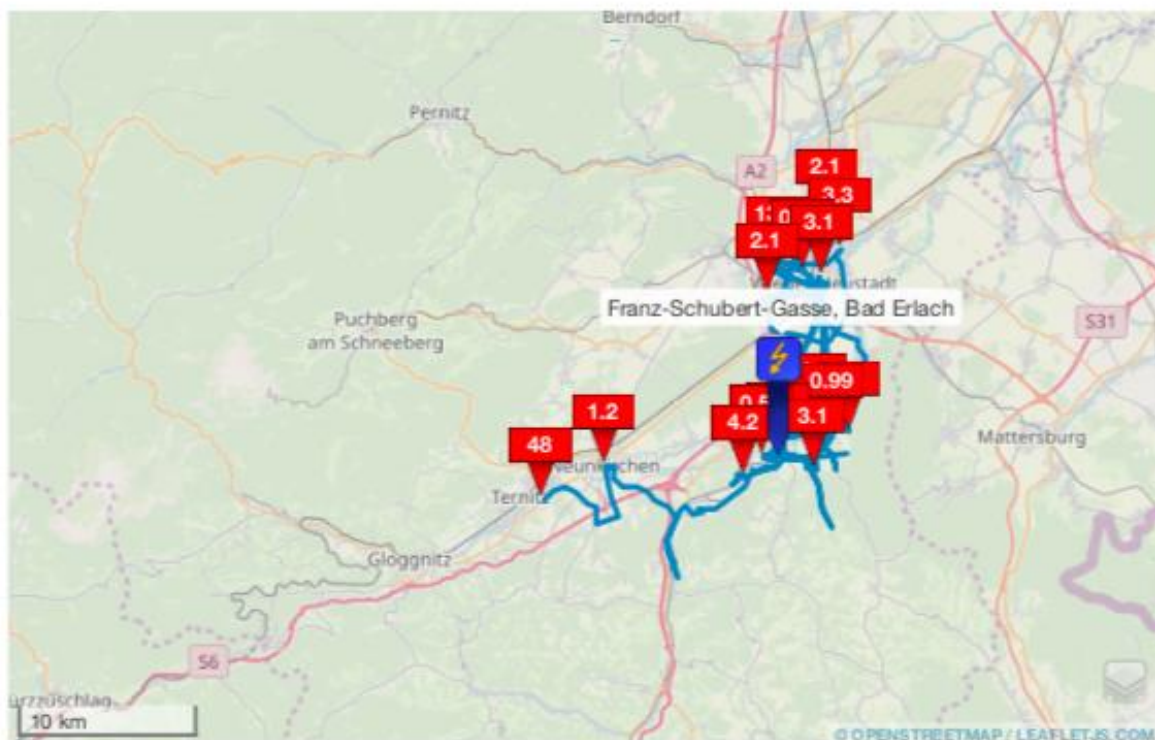 Berndorf
Pernitz
A2
2.1
3.3
3.1
2.1
Franz-Schubert-Gasse, Bad Erlach
Puchberg
am Schneeberg
S31
0.99
1.2
4.2
3.1
Mattersburg
48
Ternitz
Gloggnitz
S6
10 km
© OPENSTREETMAP / LEAFLETJS.COM